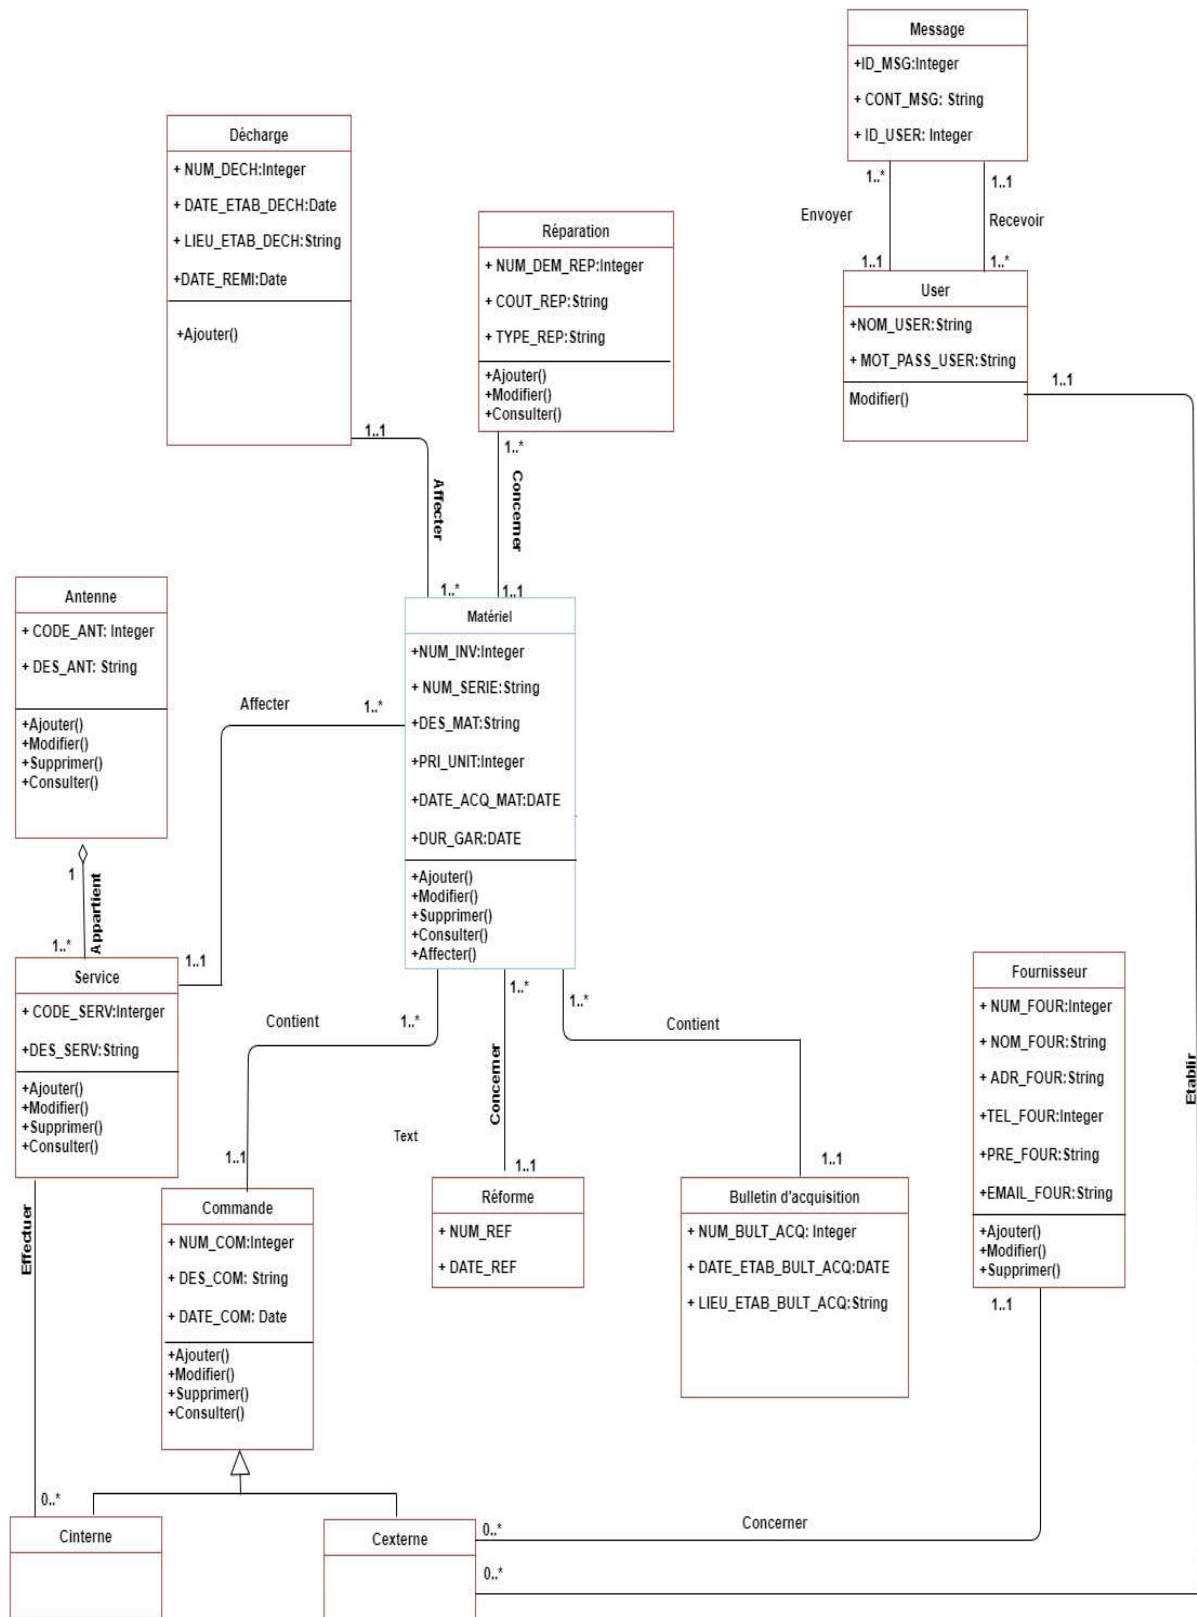 Message
+ID_MSG:Integer
+ CONT_MSG: String
+ ID_USER: Integer
1..*
1..1
Envoyer
Recevoir
1..1
1..*
User
+NOM_USER:String
+ MOT_PASS_USER:String
Modifier()
1..1
Décharge
+ NUM_DECH:Integer
+ DATE_ETAB_DECH:Date
+ LIEU_ETAB_DECH:String
+DATE_REMI:Date
+Ajouter()
1..1
Affecter
1..*
Réparation
+ NUM_DEM_REP:Integer
+ COUT_REP:String
+ TYPE_REP:String
+Ajouter()
+Modifier()
+Consulter()
1..*
Concerner
1..1
Antenne
+ CODE_ANT: Integer
+ DES_ANT: String
+Ajouter()
+Modifier()
+Supprimer()
+Consulter()
1
Appartient
1..*
Affecter
1..*
1..1
Matériel
+NUM_INV:Integer
+ NUM_SERIE:String
+DES_MAT:String
+PRI_UNIT:Integer
+DATE_ACQ_MAT:DATE
+DUR_GAR:DATE
+Ajouter()
+Modifier()
+Supprimer()
+Consulter()
+Affecter()
Service
+ CODE_SERV:Interger
+DES_SERV:String
+Ajouter()
+Modifier()
+Supprimer()
+Consulter()
Effectuer
0..*
Contient
1..*
1..1
1..*
Concerner
1..1
1..*
Contient
1..1
Text
Fournisseur
+ NUM_FOUR:Integer
+ NOM_FOUR:String
+ ADR_FOUR:String
+TEL_FOUR:Integer
+PRE_FOUR:String
+EMAIL_FOUR:String
+Ajouter()
+Modifier()
+Supprimer()
1..1
Etablir
Commande
+ NUM_COM:Integer
+ DES_COM: String
+ DATE_COM: Date
+Ajouter()
+Modifier()
+Supprimer()
+Consulter()
Réforme
+ NUM_REF
+ DATE_REF
Bulletin d'acquisition
+ NUM_BULT_ACQ: Integer
+ DATE_ETAB_BULT_ACQ:DATE
+ LIEU_ETAB_BULT_ACQ:String
Cinterne
Cexterne
0..*
Concerner
0..*